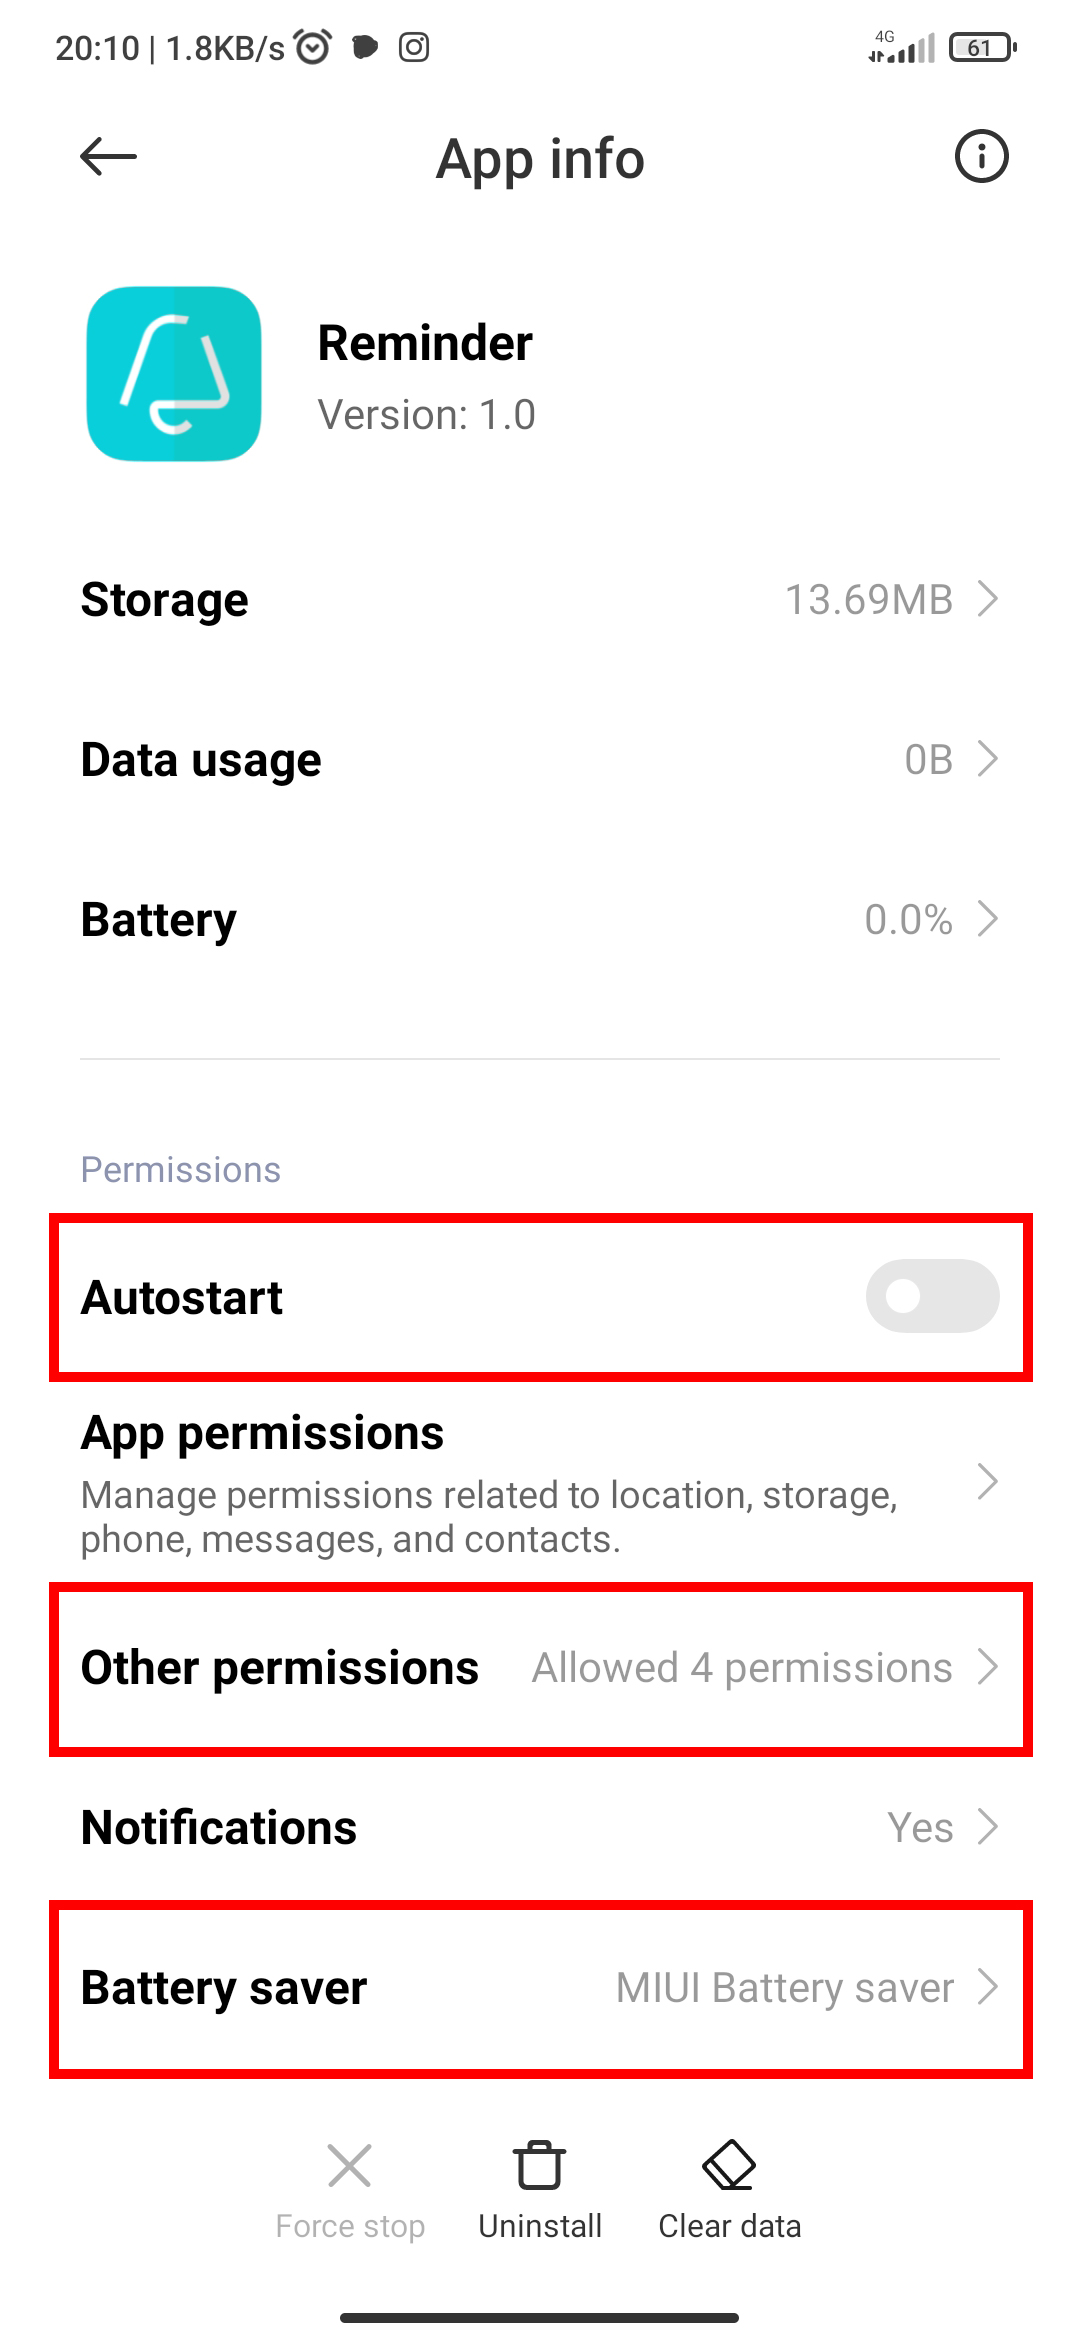 20:10 | 1.8KB/s
4G
61
App info
Reminder
Version: 1.0
Storage 13.69MB
Data usage 0B
Battery 0.0%
Permissions
Autostart
App permissions
Manage permissions related to location, storage,
phone, messages, and contacts.
Other permissions Allowed 4 permissions
Notifications Yes
Battery saver MIUI Battery saver
Force stop Uninstall Clear data